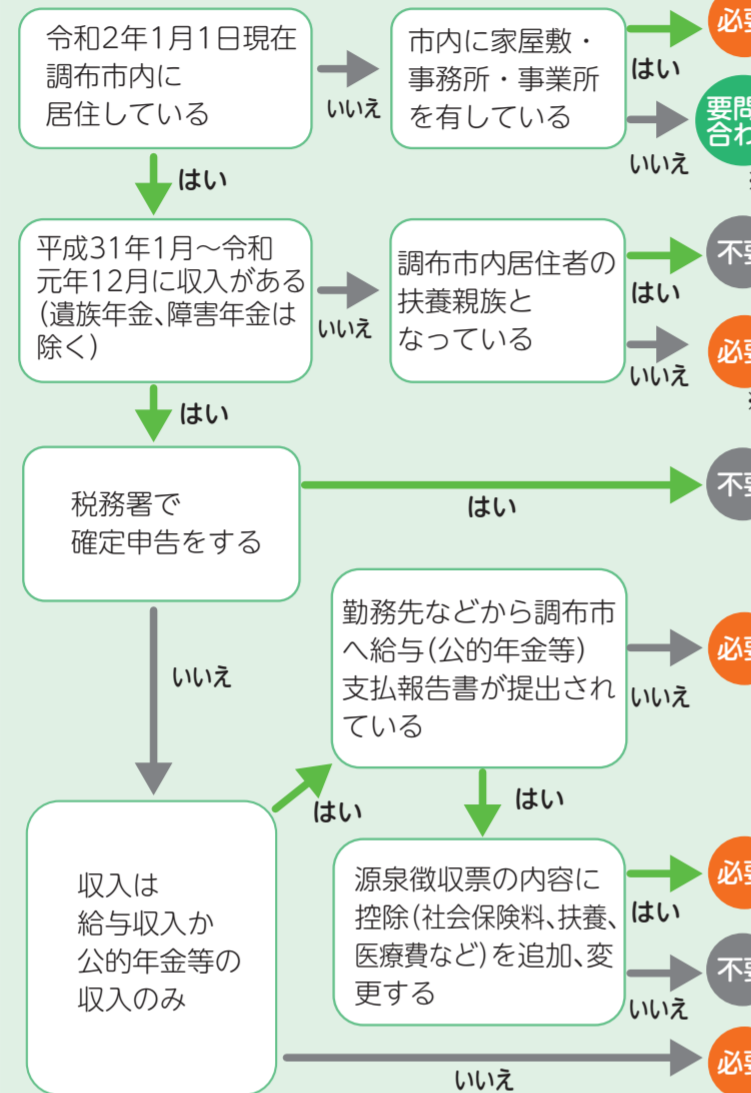 令和2年1月1日現在
調布市内に
居住している
いいえ
市内に家屋敷・
事務所・事業所
を有している
はい
いいえ
はい
平成31年1月〜令和
元年12月に収入がある
(遺族年金、障害年金は
除く)
いいえ
調布市内居住者の
扶養親族と
なっている
はい
いいえ
はい
税務署で
確定申告をする
はい
いいえ
勤務先などから調布市
へ給与(公的年金等)
支払報告書が提出され
ている
いいえ
はい
はい
収入は
給与収入か
公的年金等の
収入のみ
源泉徴収票の内容に
控除(社会保険料、扶養、
医療費など)を追加、変
更する
はい
いいえ
いいえ